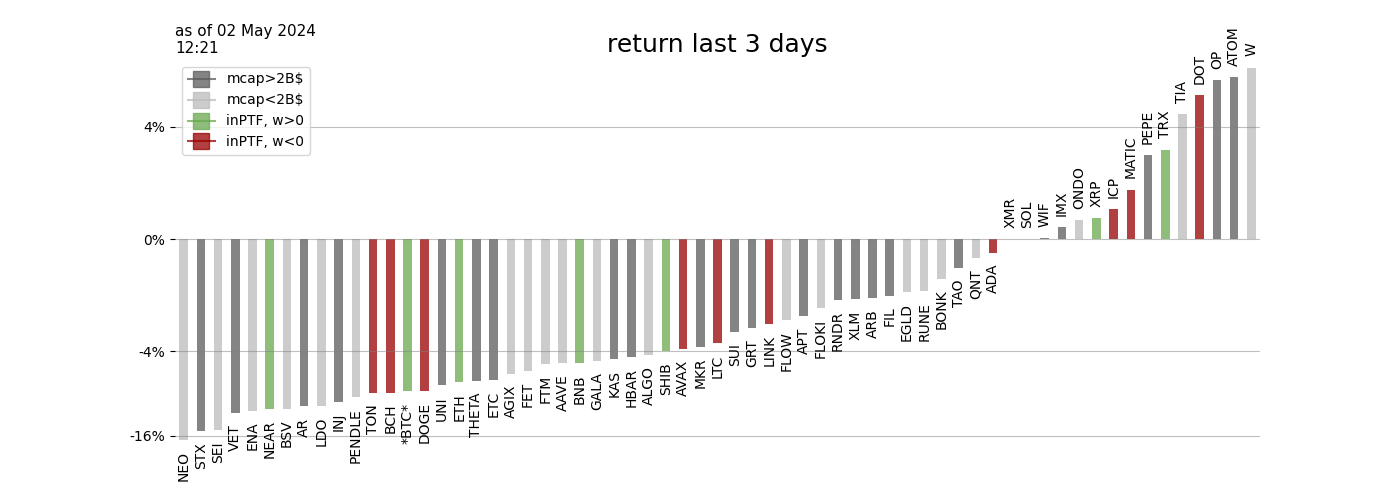 as of 02 May 2024
12:21
return last 3 days
mcap>2B$
mcap<2B$
inPTF, w>0
inPTF, w<0
4%
0%
-4%
-16%
NEO
STX
SEI
VET
ENA
NEAR
BSV
AR
LDO
INJ
PENDLE
TON
BCH
*BTC*
DOGE
UNI
ETH
THETA
ETC
AGIX
FET
FTM
AAVE
BNB
GALA
KAS
HBAR
ALGO
SHIB
AVAX
MKR
LTC
SUI
GRT
LINK
FLOW
APT
FLOKI
RNDR
XLM
ARB
FIL
EGLD
RUNE
BONK
TAO
QNT
ADA
XMR
SOL
WIF
IMX
ONDO
XRP
ICP
MATIC
PEPE
TRX
TIA
DOT
OP
ATOM
W